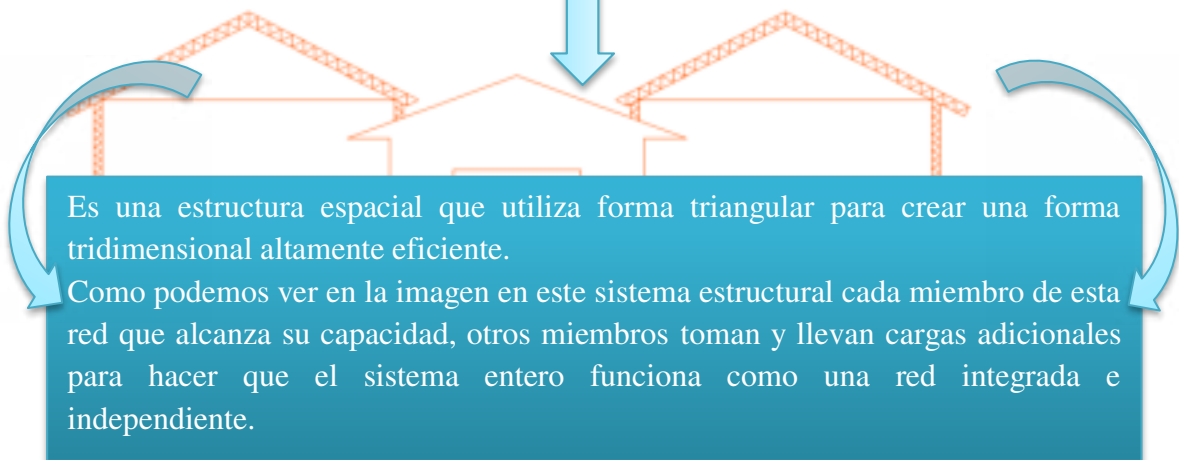 Es una estructura espacial que utiliza forma triangular para crear una forma
tridimensional altamente eficiente.
Como podemos ver en la imagen en este sistema estructural cada miembro de esta
red que alcanza su capacidad, otros miembros toman y llevan cargas adicionales
para hacer que el sistema entero funciona como una red integrada e
independiente.